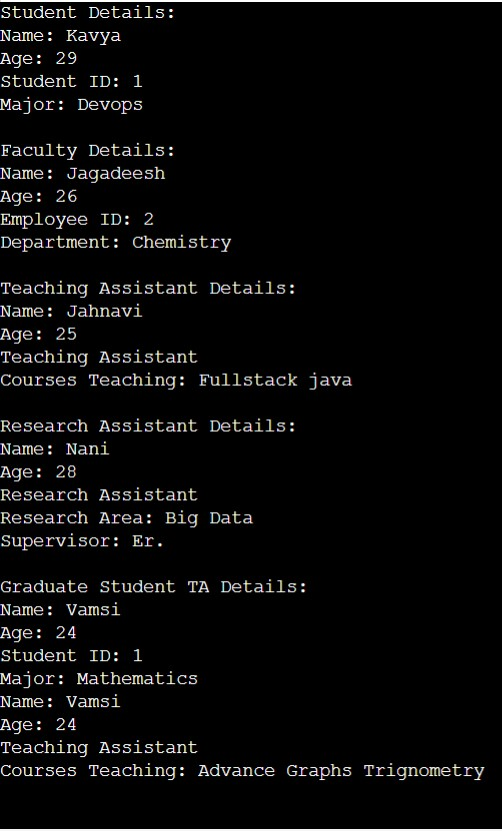 Student Details:
Name: Kavya
Age: 29
Student ID: 1
Major: Devops
Faculty Details:
Name: Jagadeesh
Age: 26
Employee ID: 2
Department: Chemistry
Teaching Assistant Details:
Name: Jahnavi
Age: 25
Teaching Assistant
Courses Teaching: Fullstack java
Research Assistant Details:
Name: Nani
Age: 28
Research Assistant
Research Area: Big Data
Supervisor: Er.
Graduate Student TA Details:
Name: Vamsi
Age: 24
Student ID: 1
Major: Mathematics
Name: Vamsi
Age: 24
Teaching Assistant
Courses Teaching: Advance Graphs Trignometry